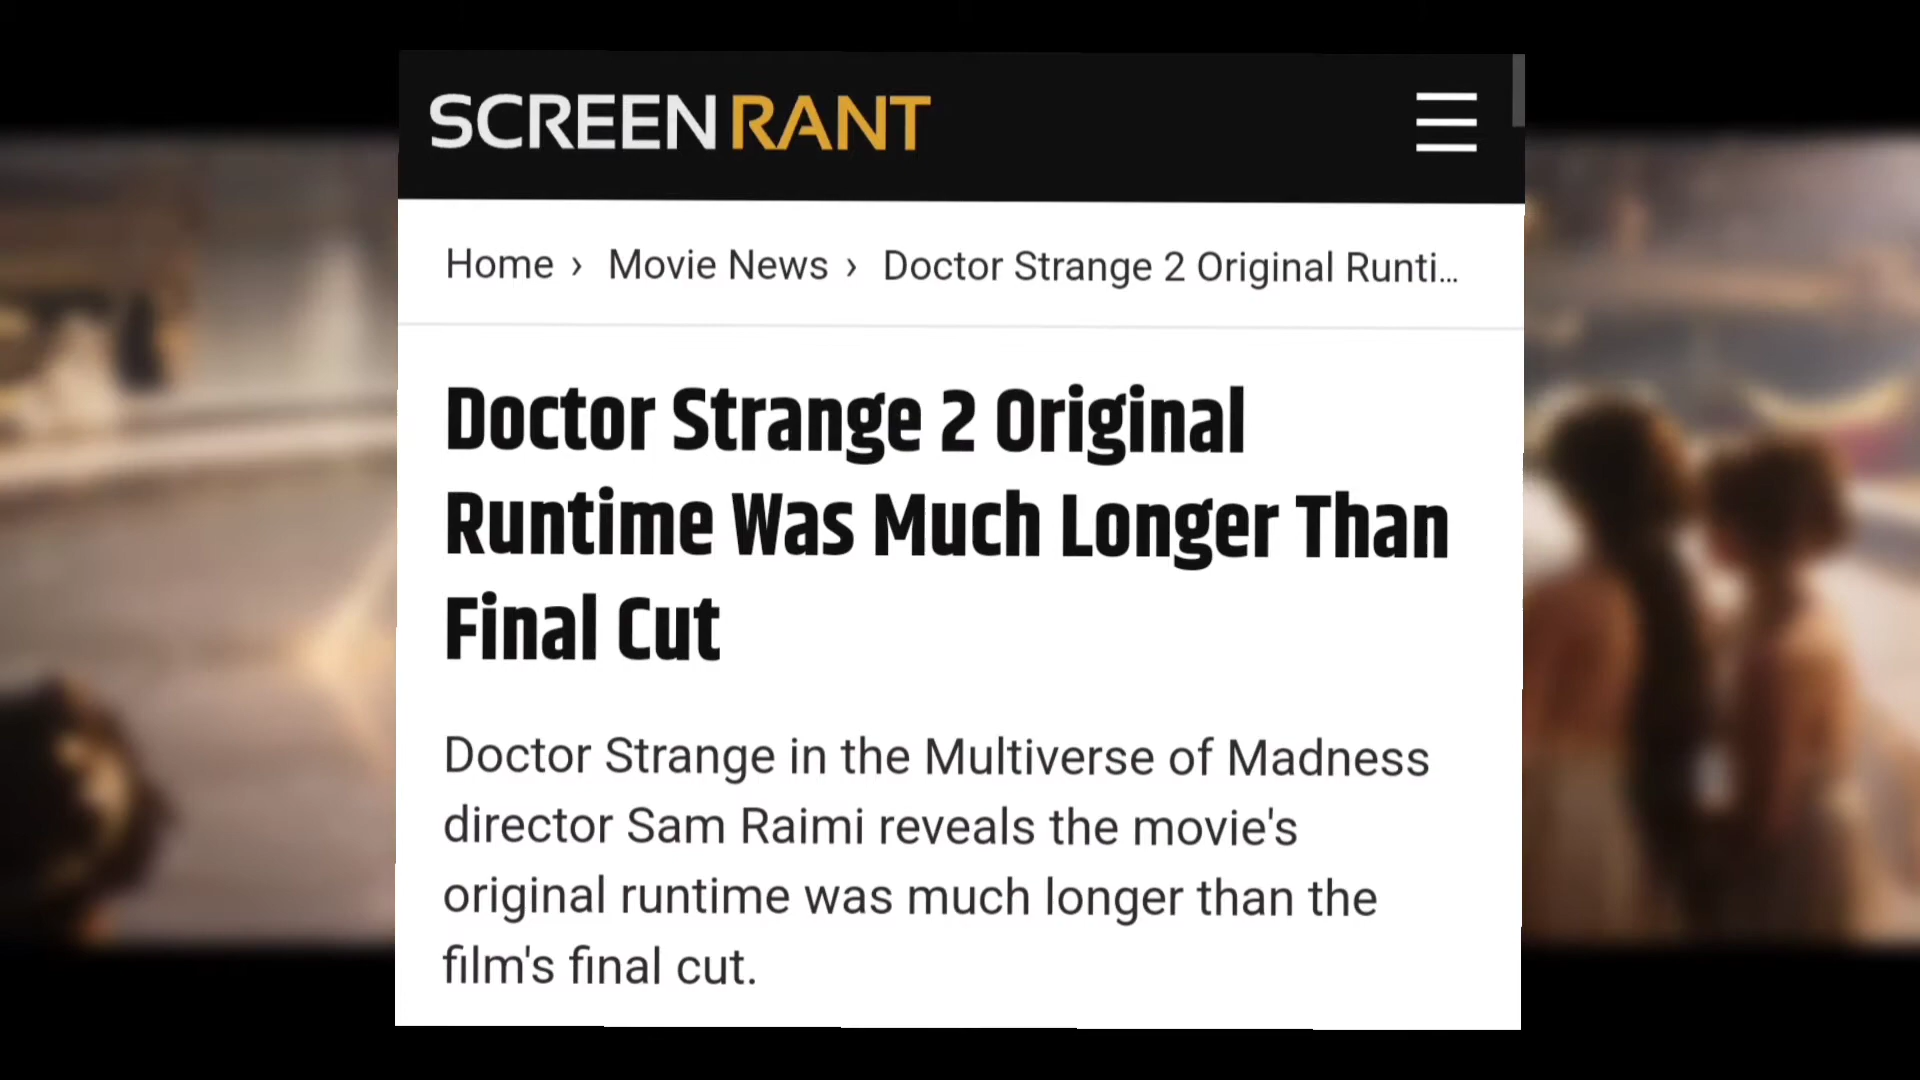 SCREENRANT
Home › Movie News › Doctor Strange 2 Original Runti...
Doctor Strange 2 Original
Runtime Was Much Longer Than
Final Cut
Doctor Strange in the Multiverse of Madness
director Sam Raimi reveals the movie's
original runtime was much longer than the
film's final cut.